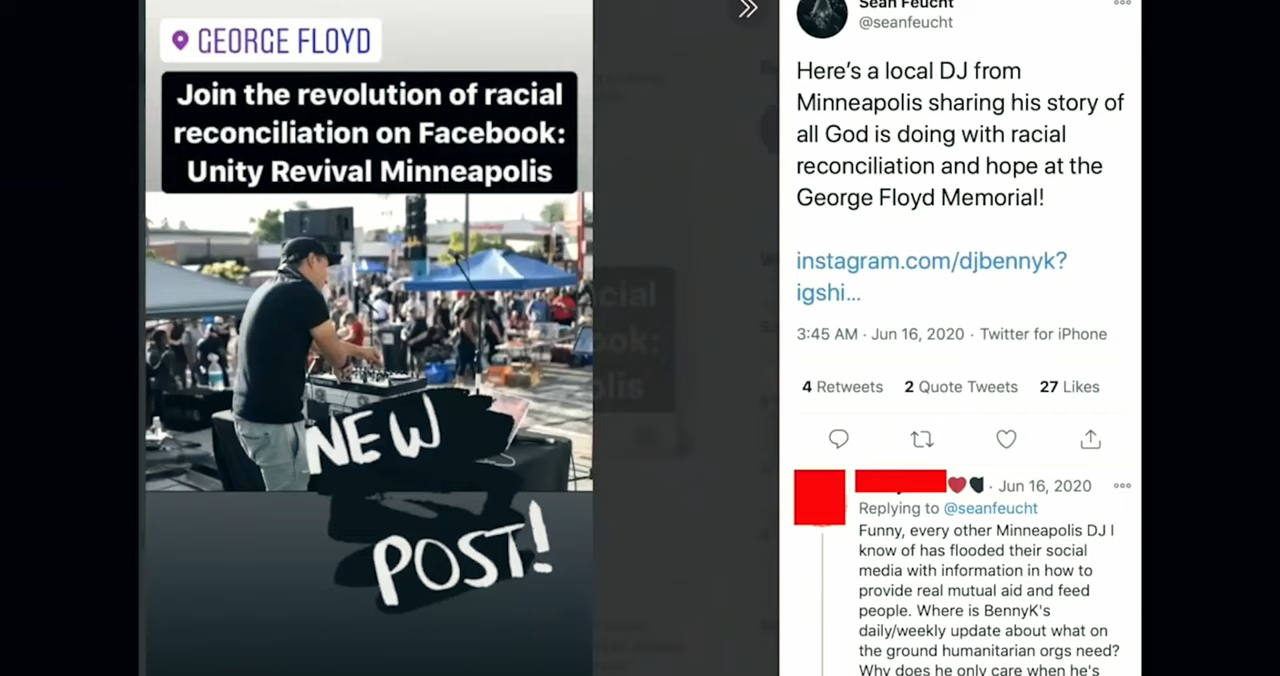 GEORGE FLOYD
Join the revolution of racial
reconciliation on Facebook:
Unity Revival Minneapolis
NEW
POST!
cial
ok:
lis
Sean Feucht
@seanfeucht
Here's a local DJ from
Minneapolis sharing his story of
all God is doing with racial
reconciliation and hope at the
George Floyd Memorial!
instagram.com/djbennyk?
igshi...
3:45 AM · Jun 16, 2020 · Twitter for iPhone
4 Retweets 2 Quote Tweets 27 Likes
· Jun 16, 2020
Replying to @seanfeucht
Funny, every other Minneapolis DJ I
know of has flooded their social
media with information in how to
provide real mutual aid and feed
people. Where is BennyK's
daily/weekly update about what on
the ground humanitarian orgs need?
Why does he only care when he's